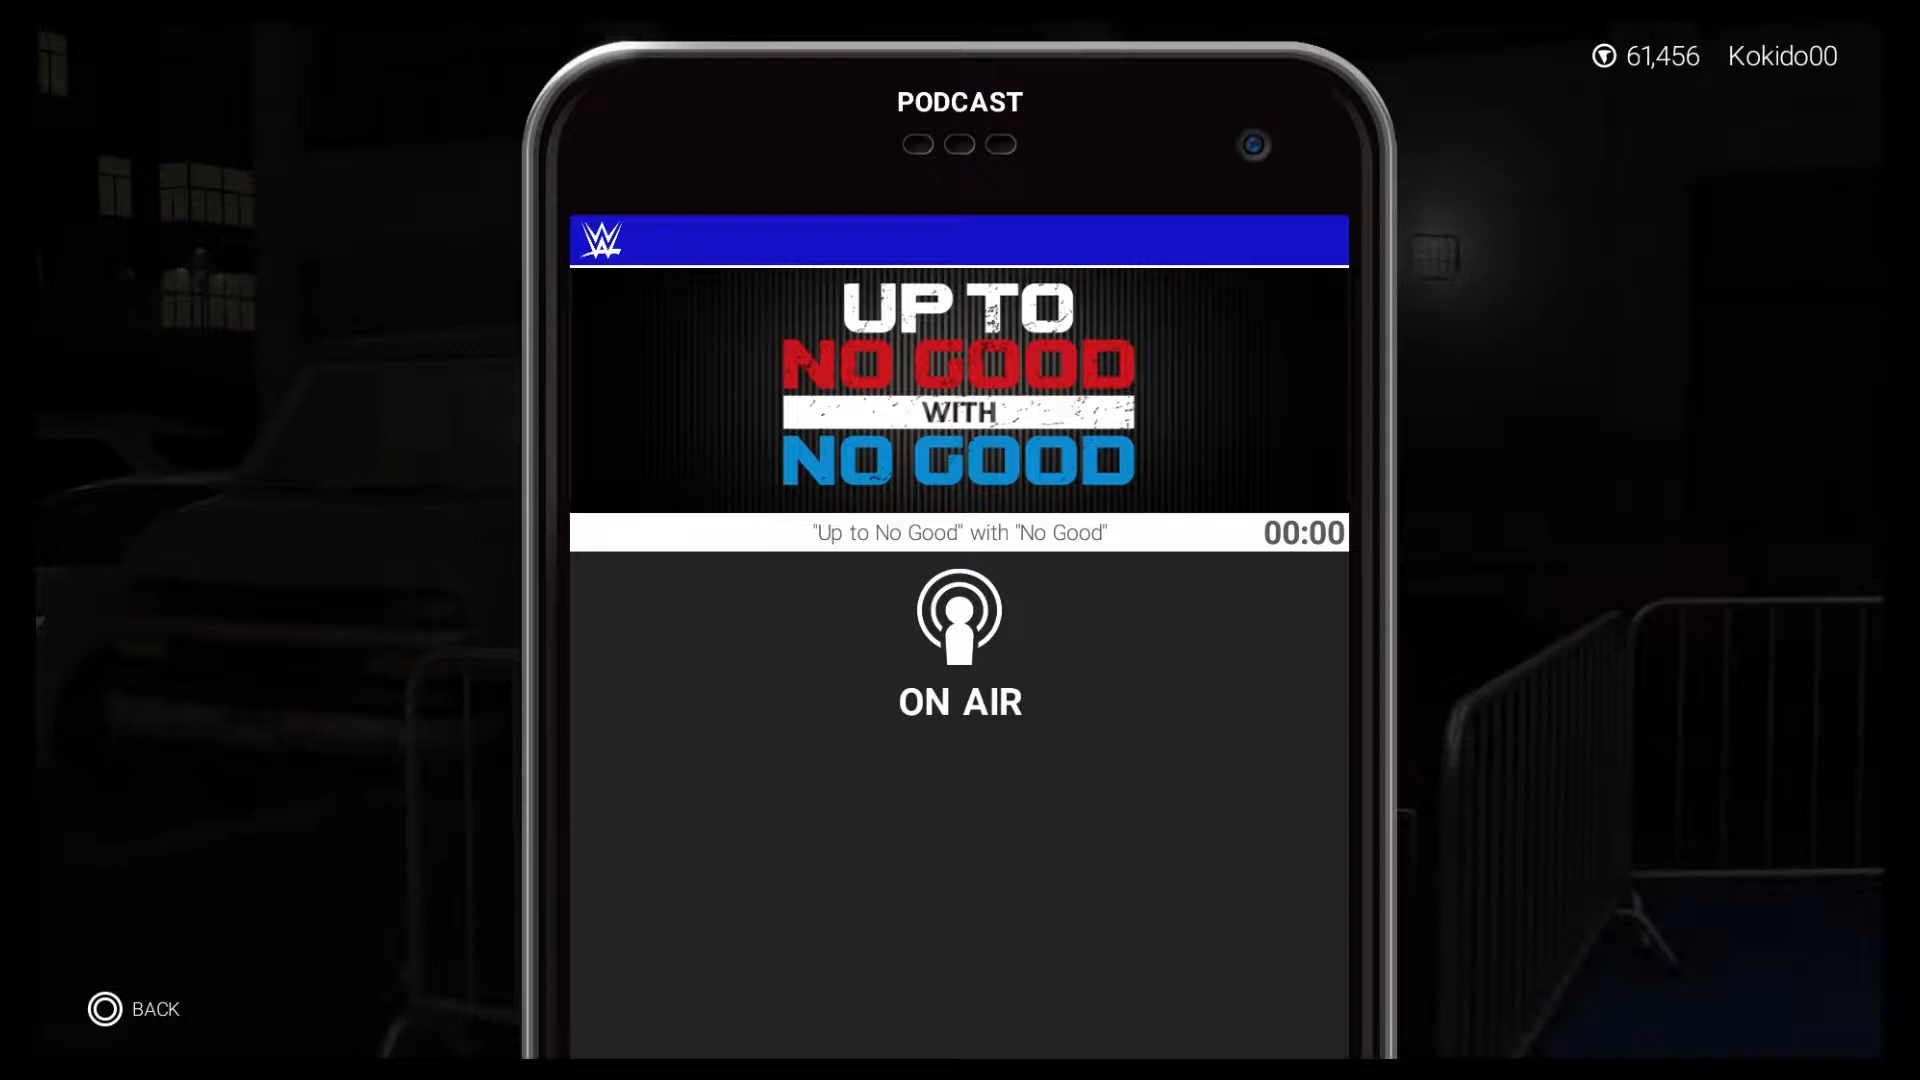 61,456 Kokido00
PODCAST
W
UP TO
NO GOOD
WITH
NO GOOD
"Up to No Good" with "No Good" 00:00
ON AIR
BACK